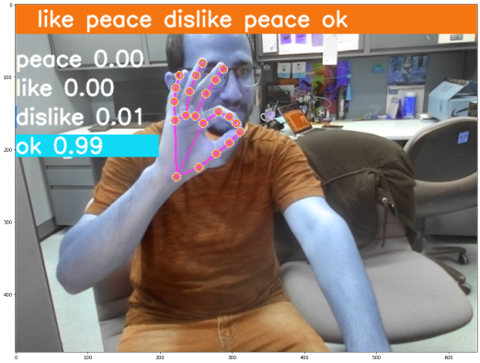 like peace dislike peace ok
peace 0.00
like 0.00
dislike 0.01
ok 0.99
0
100
200
300
400
0 100 200 300 400 500 600